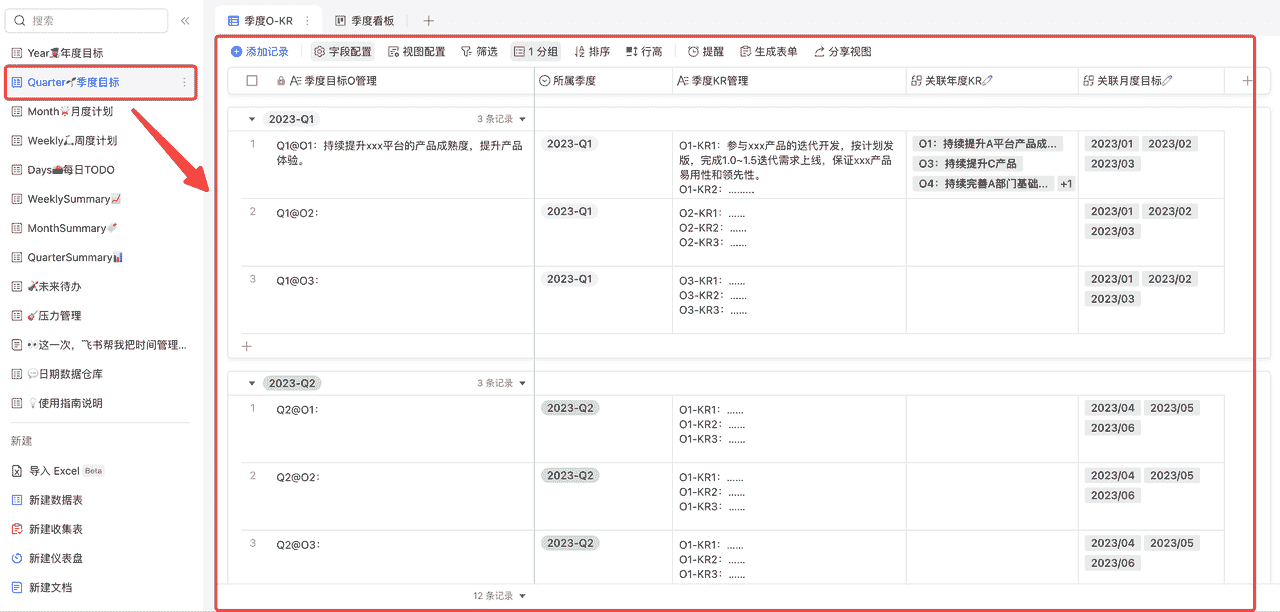 搜索
Year年度目标
Quarter季度目标
Month月度计划
Weekly周度计划
Days每日TODO
WeeklySummary
MonthSummary
QuarterSummary
未来待办
压力管理
这一次，飞书帮我把时间管理...
日期数据仓库
使用指南说明
新建
导入 Excel Beta
新建数据表
新建收集表
新建仪表盘
新建文档
季度O-KR
季度看板
添加记录
字段配置
视图配置
筛选
1 分组
排序
行高
提醒
生成表单
分享视图
季度目标O管理
所属季度
季度KR管理
关联年度KR
关联月度目标
2023-Q1
3 条记录
1
Q1@O1：持续提升xxx平台的产品成熟度，提升产品
体验。
2023-Q1
O1-KR1：参与xxx产品的迭代开发，按计划发
版，完成1.0~1.5迭代需求上线，保证xxx产品
易用性和领先性。
O1-KR2：.........
O1：持续提升A平台产品成...
O3：持续提升C产品
O4：持续完善A部门基础... +1
2023/01 2023/02
2023/03
2
Q1@O2：
2023-Q1
O2-KR1：......
O2-KR2：......
O2-KR3：......
2023/01 2023/02
2023/03
3
Q1@O3：
2023-Q1
O3-KR1：......
O3-KR2：......
O3-KR3：......
2023/01 2023/02
2023/03
2023-Q2
3 条记录
1
Q2@O1：
2023-Q2
O1-KR1：......
O1-KR2：......
O1-KR3：......
2023/04 2023/05
2023/06
2
Q2@O2：
2023-Q2
O1-KR1：......
O1-KR2：......
O1-KR3：......
2023/04 2023/05
2023/06
3
Q2@O3：
2023-Q2
O1-KR1：......
O1-KR2：......
O1-KR3：......
2023/04 2023/05
2023/06
12 条记录